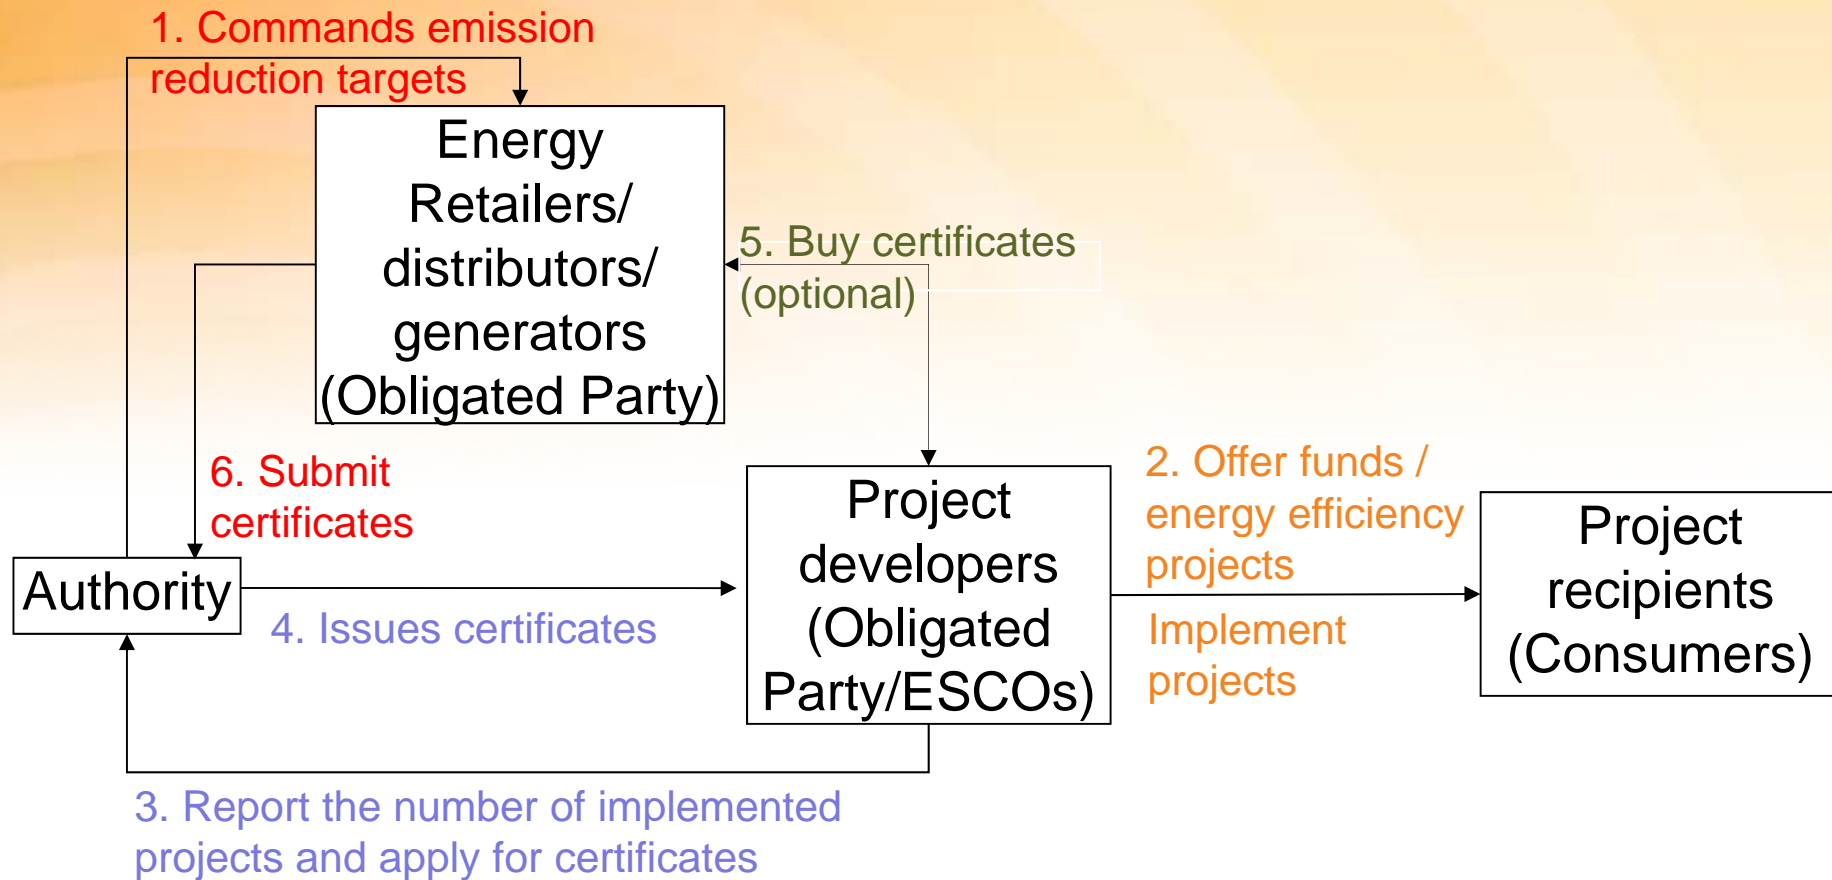 1. Commands emission
reduction targets
Energy
Retailers/
distributors/
generators
(Obligated Party)
5. Buy certificates
(optional)
6. Submit
certificates
Authority
4. Issues certificates
Project
developers
(Obligated
Party/ESCOs)
2. Offer funds /
energy efficiency
projects
Implement
projects
Project
recipients
(Consumers)
3. Report the number of implemented
projects and apply for certificates